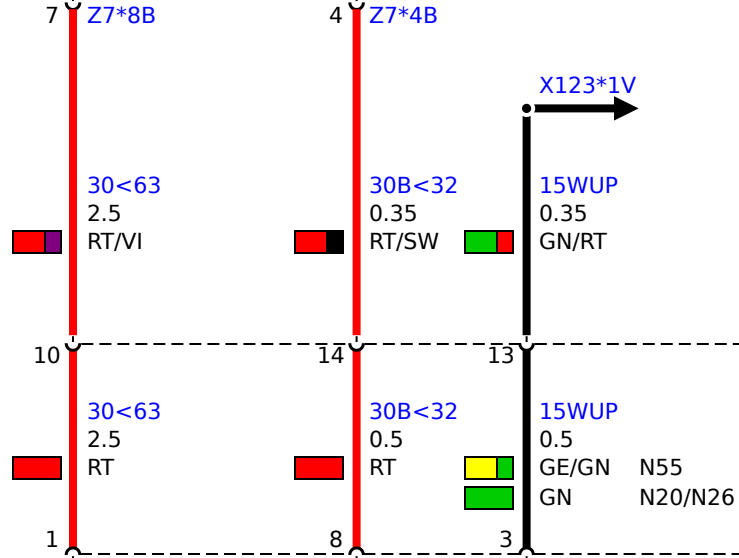 7 Z7*8B 4 Z7*4B
X123*1V
30<63 30B<32 15WUP
2.5 0.35 0.35
RT/VI RT/SW GN/RT
10 14 13
30<63 30B<32 15WUP
2.5 0.5 0.5
RT RT GE/GN N55
GN N20/N26
1 8 3